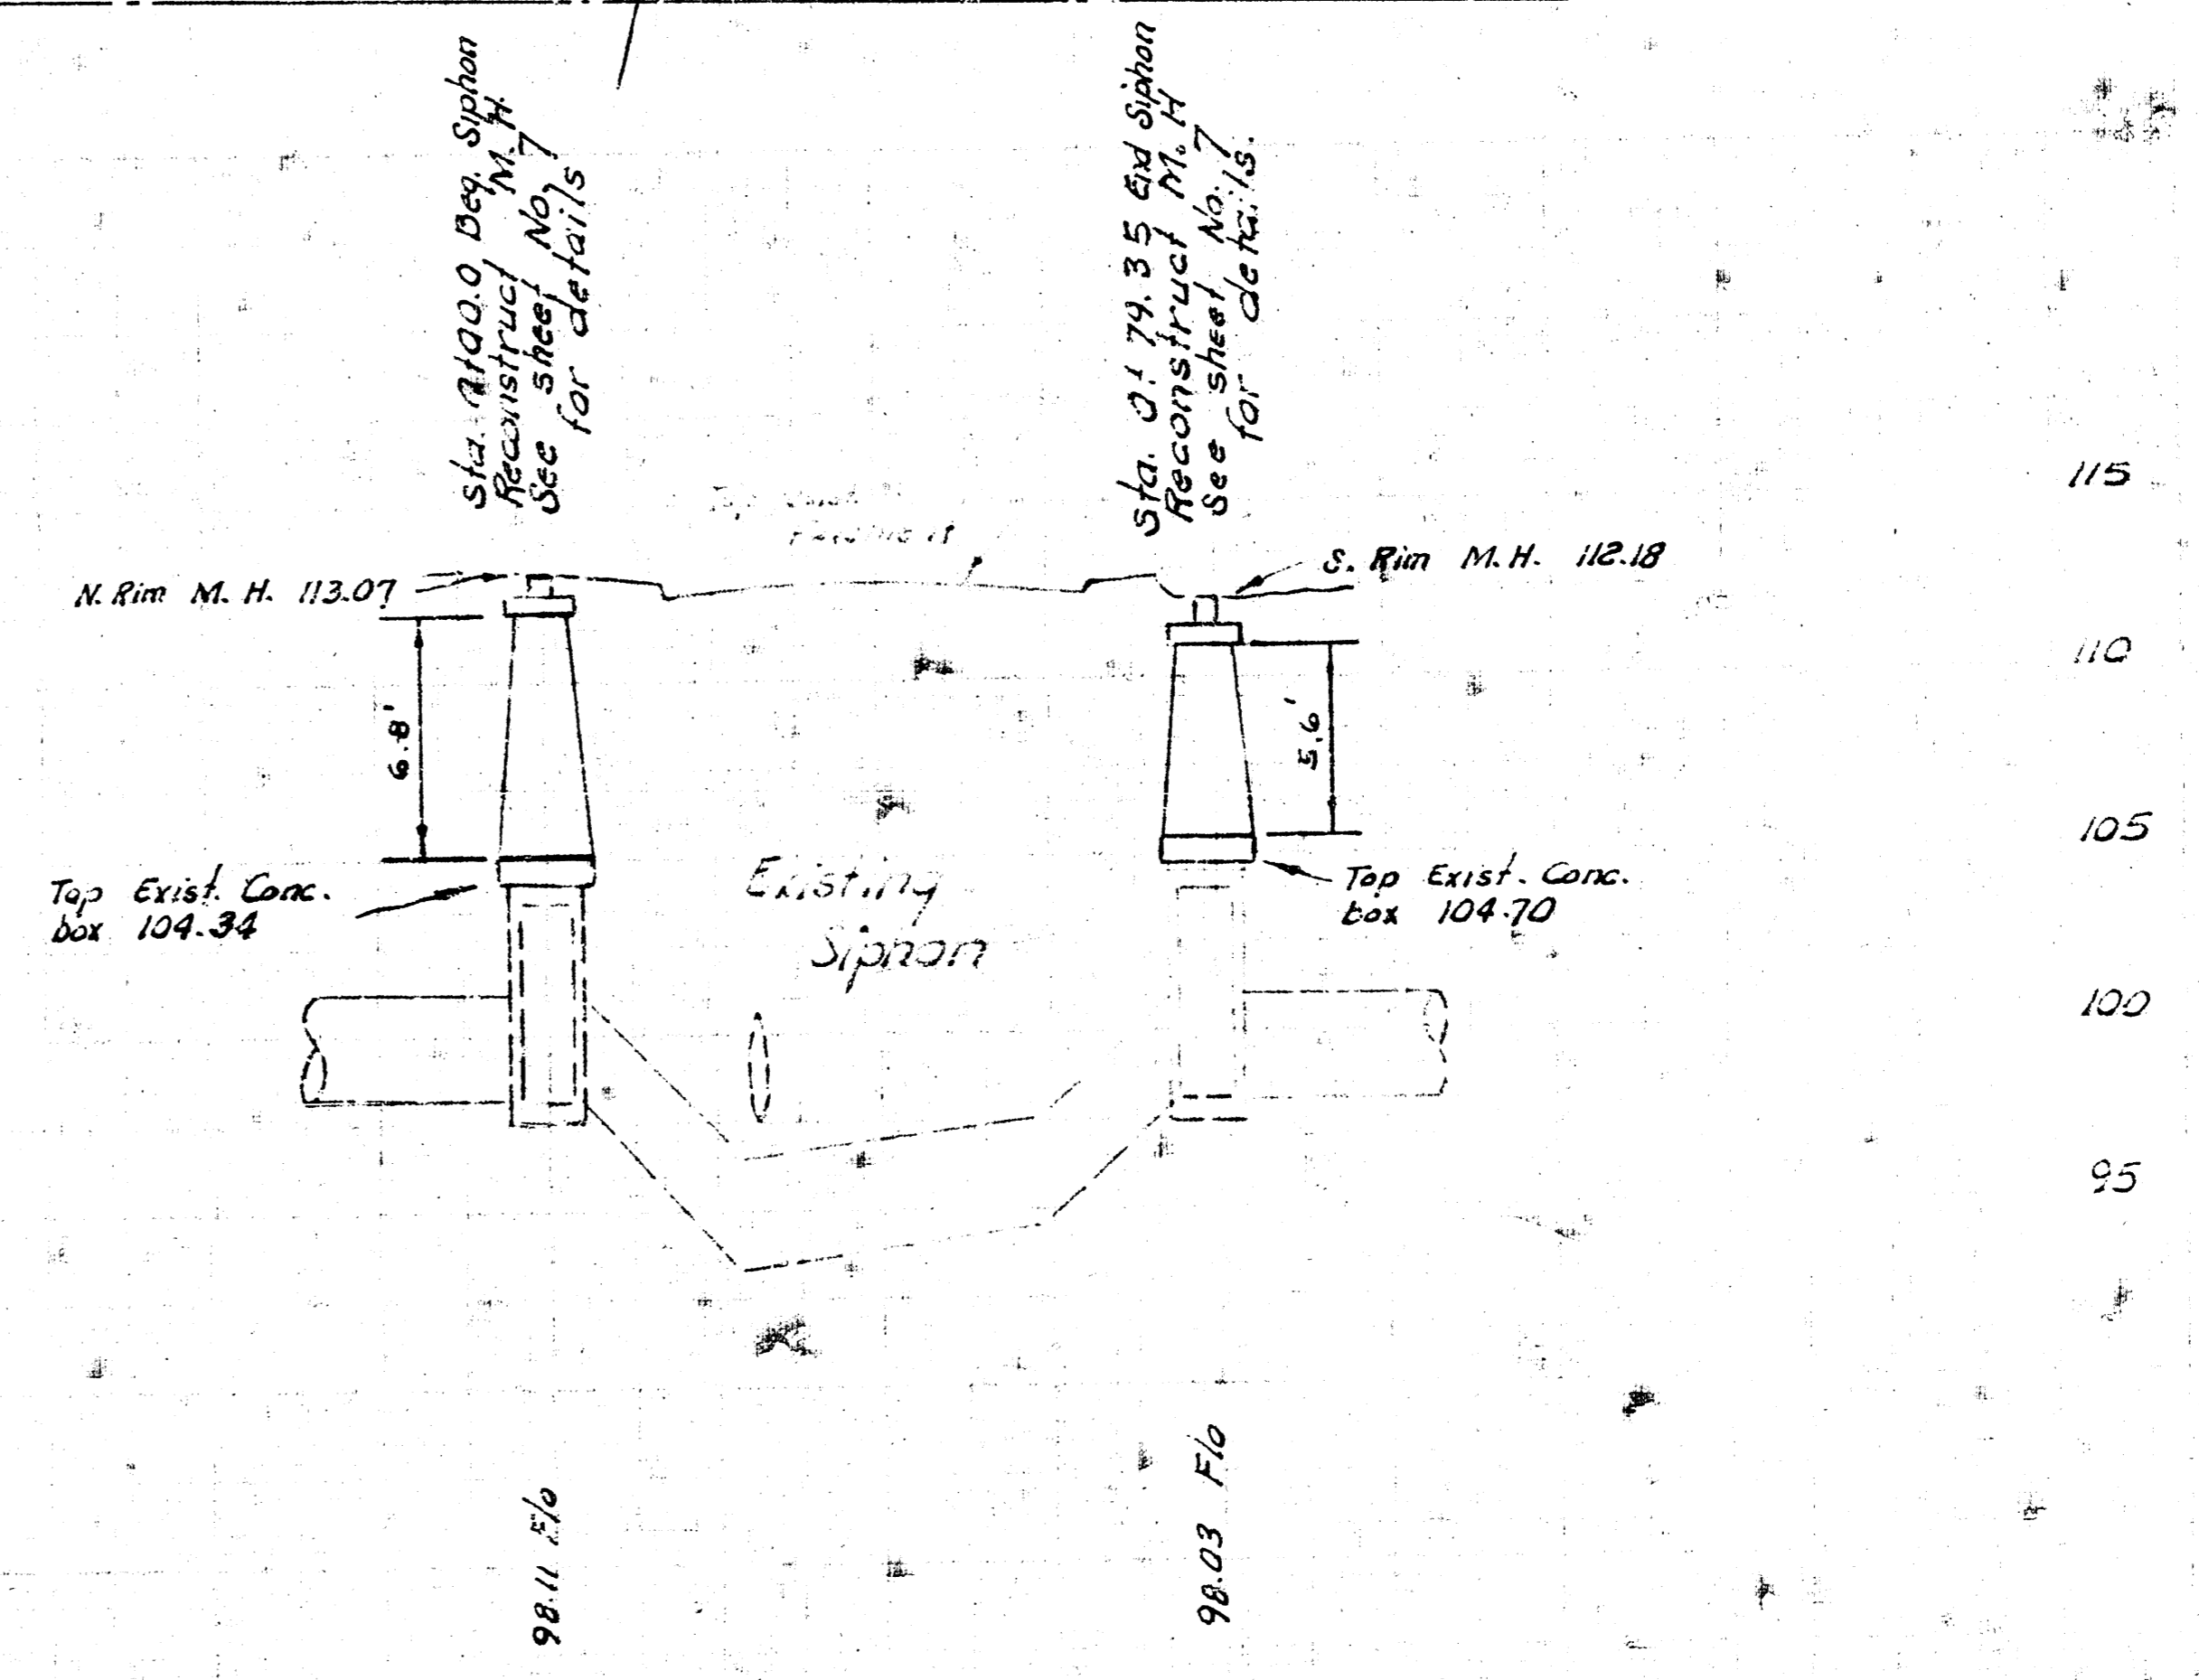 Sta. 0+00.0 Beg. Siphon
Reconstruct M.H.
See sheet No. 7
for details
Sta. 0+79.35 End Siphon
Reconstruct M.H
See sheet No. 7
for details.
115
Top
N. Rim M. H. 113.07
S. Rim M.H. 112.18
110
6.8'
5.6'
105
Top Exist. Conc.
box 104.34
Existing
Siphon
Top Exist. Conc.
box 104.70
100
95
98.11 F/o
98.03 F/o